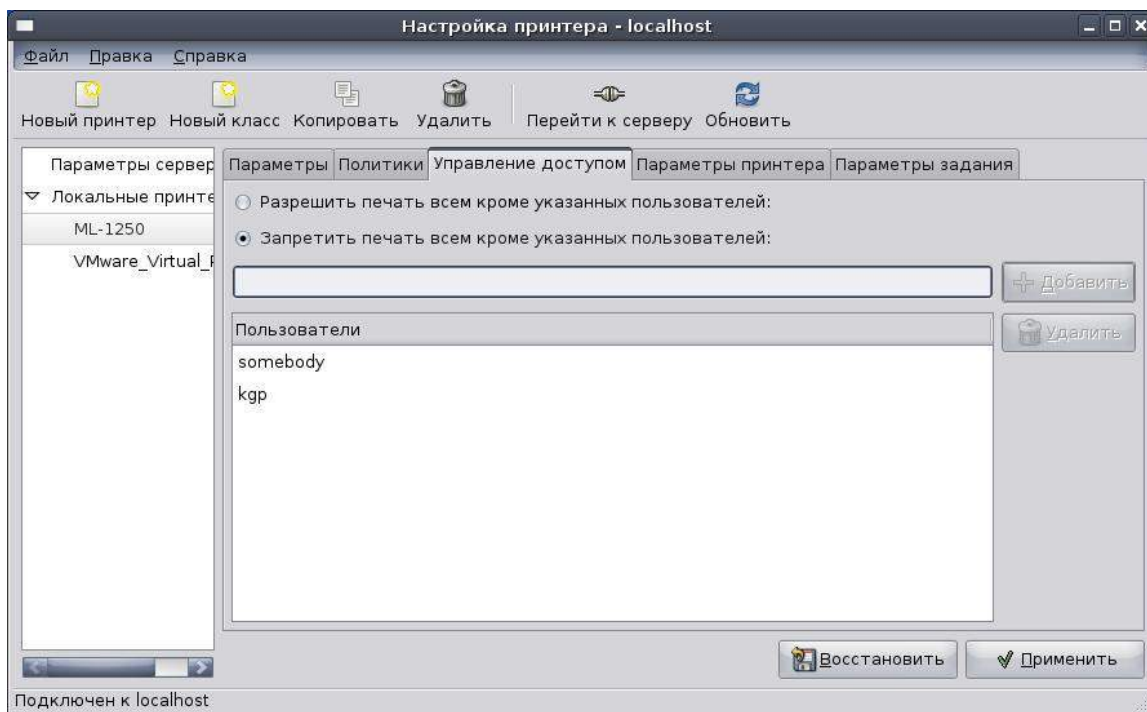 Настройка принтера - localhost
Файл Правка Справка
Новый принтер Новый класс Копировать Удалить Перейти к серверу Обновить
Параметры сервер
Локальные принте
ML-1250
VMware_Virtual_P
Параметры Политики Управление доступом Параметры принтера Параметры задания
Разрешить печать всем кроме указанных пользователей:
Запретить печать всем кроме указанных пользователей:
Добавить
Пользователи
Удалить
somebody
kgp
Восстановить Применить
Подключен к localhost